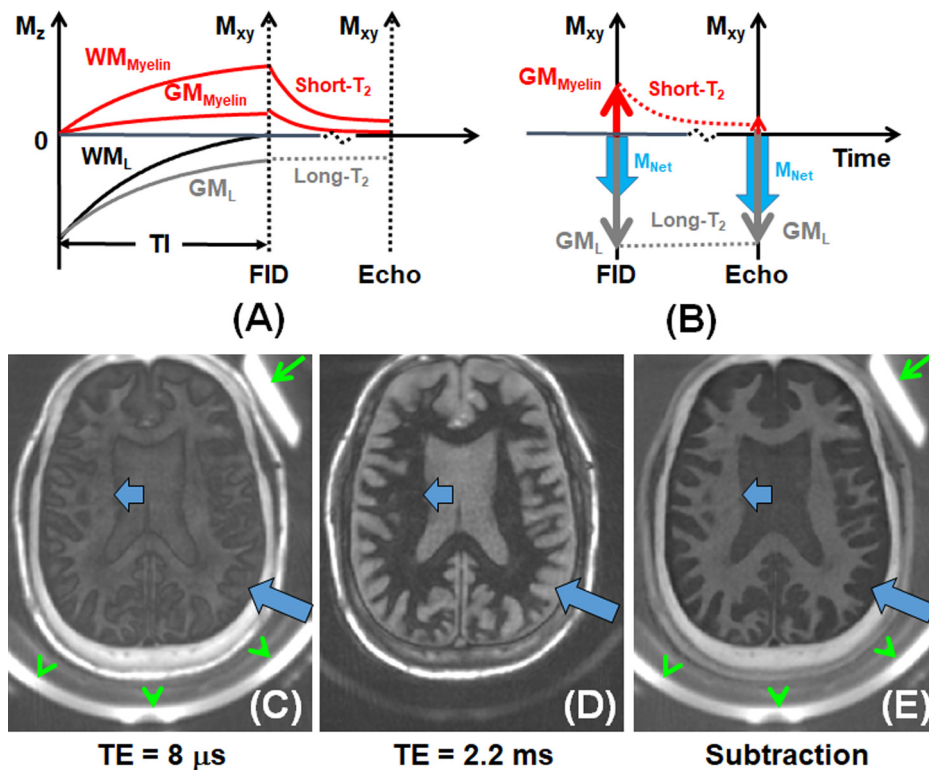 Mz Mxy Mxy
WMMyelin
GMMyelin
Short-T2
0
WML
GML
Long-T2
TI
FID Echo
(A)
Mxy Mxy
GMMyelin
Short-T2
Time
MNet MNet
Long-T2
GML GML
FID Echo
(B)
(C) (D) (E)
TE = 8 μs TE = 2.2 ms Subtraction